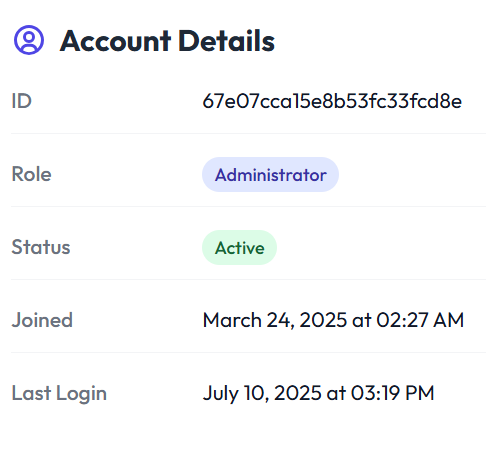 Account Details
ID 67e07cca15e8b53fc33fcd8e
Role Administrator
Status Active
Joined March 24, 2025 at 02:27 AM
Last Login July 10, 2025 at 03:19 PM